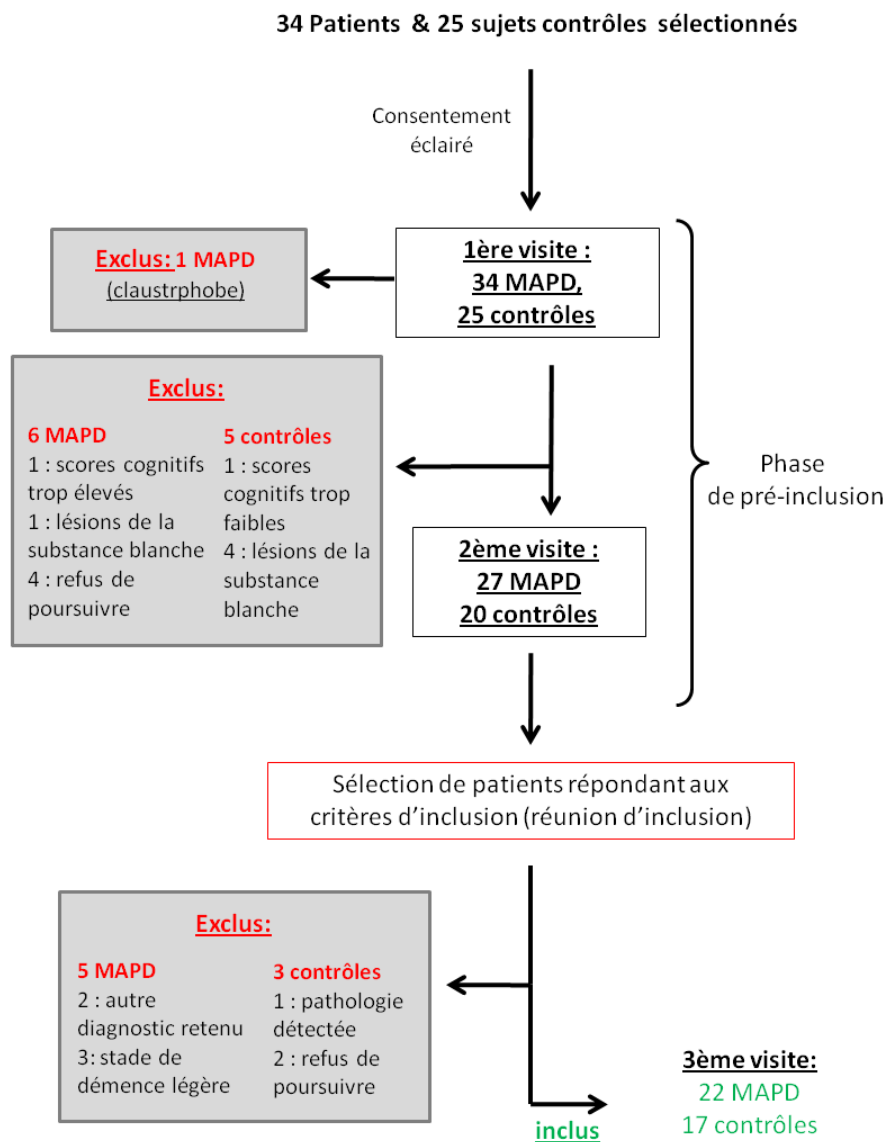 34 Patients & 25 sujets contrôles sélectionnés
Consentement
éclairé
Exclus: 1 MAPD
(claustrphobe)
1ère visite :
34 MAPD,
25 contrôles
Exclus:
6 MAPD
1 : scores cognitifs
trop élevés
1 : lésions de la
substance blanche
4 : refus de
poursuivre
5 contrôles
1 : scores
cognitifs trop
faibles
4 : lésions de la
substance
blanche
2ème visite :
27 MAPD
20 contrôles
Phase
de pré-inclusion
Sélection de patients répondant aux
critères d'inclusion (réunion d'inclusion)
Exclus:
5 MAPD
2 : autre
diagnostic retenu
3: stade de
démence légère
3 contrôles
1 : pathologie
détectée
2 : refus de
poursuivre
inclus
3ème visite:
22 MAPD
17 contrôles